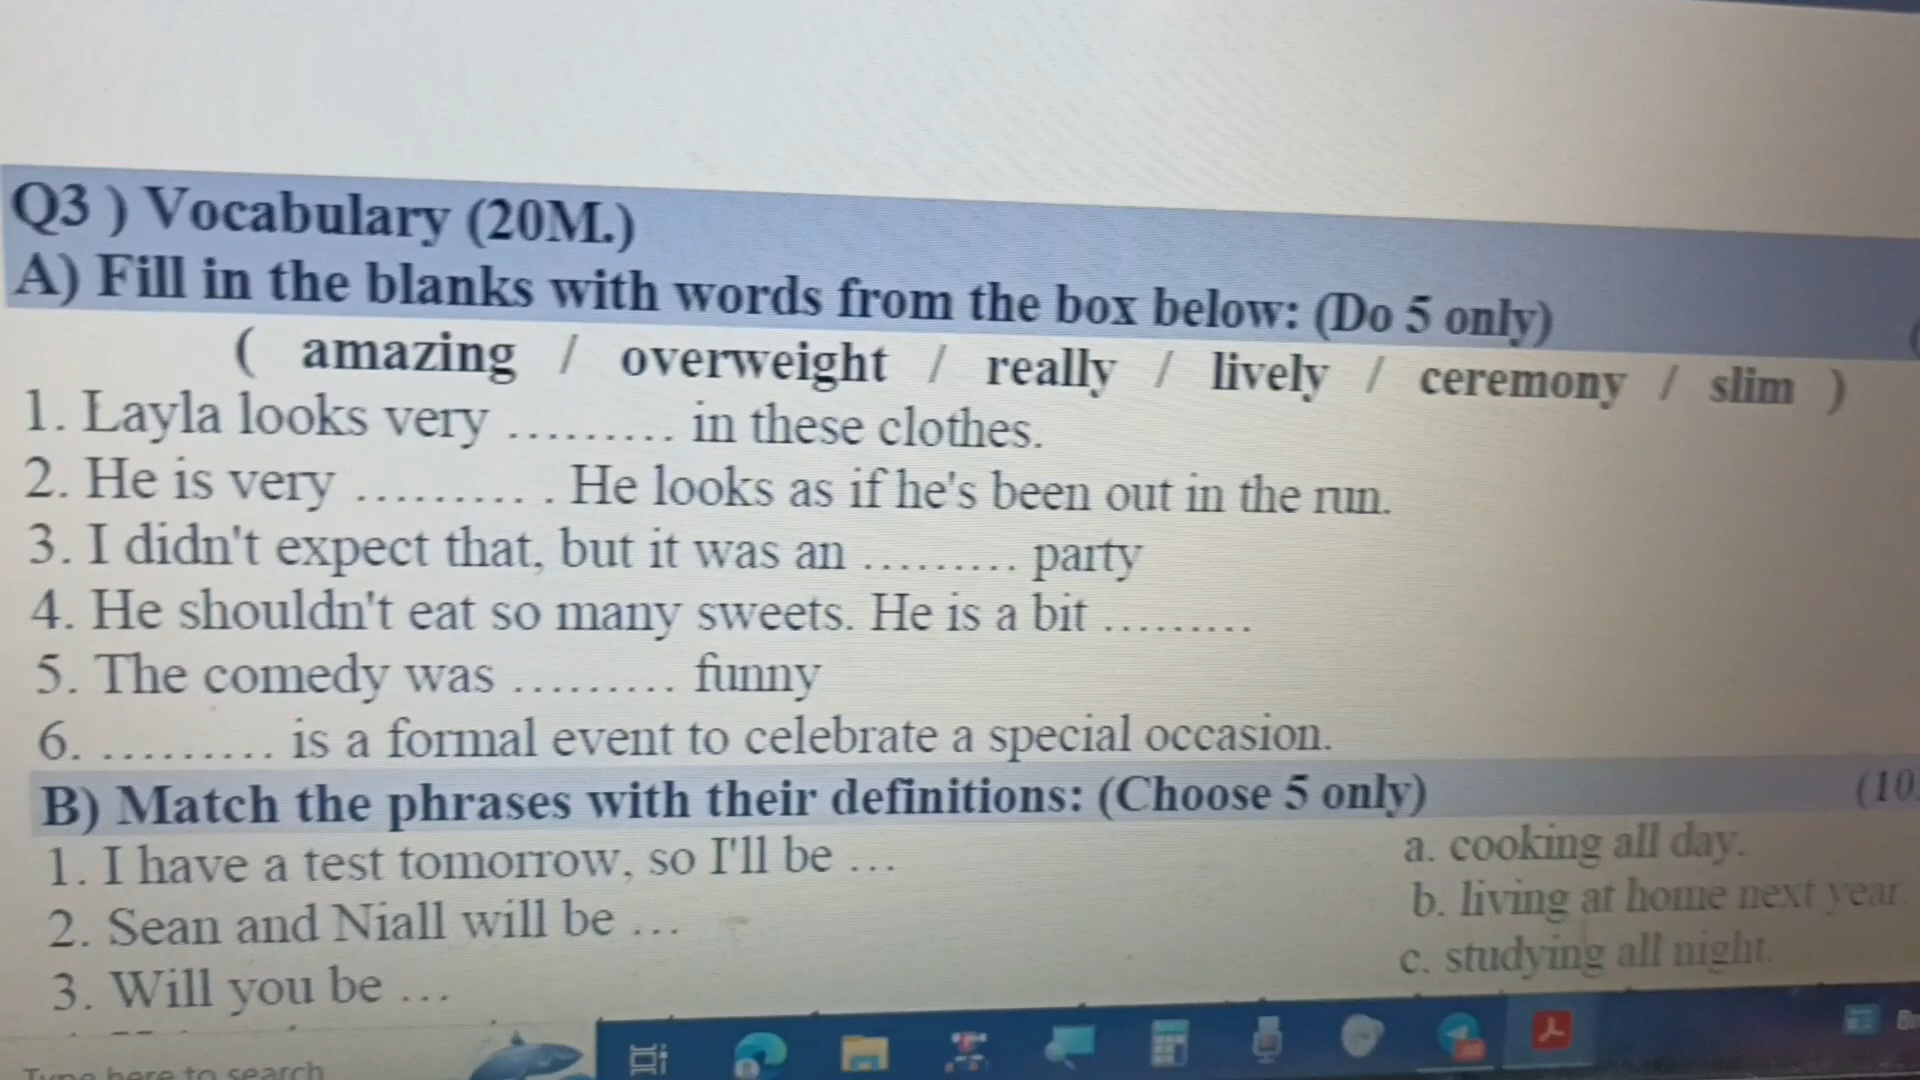 Q3 ) Vocabulary (20M.)
A) Fill in the blanks with words from the box below: (Do 5 only)
( amazing / overweight / really / lively / ceremony / slim )
1. Layla looks very ......... in these clothes.
2. He is very .......... . He looks as if he's been out in the run.
3. I didn't expect that, but it was an ......... party
4. He shouldn't eat so many sweets. He is a bit .........
5. The comedy was ......... funny
6. .......... is a formal event to celebrate a special occasion.
B) Match the phrases with their definitions: (Choose 5 only) (10
1. I have a test tomorrow, so I'll be ... a. cooking all day.
2. Sean and Niall will be ... b. living at home next year.
3. Will you be ... c. studying all night.
Type here to search